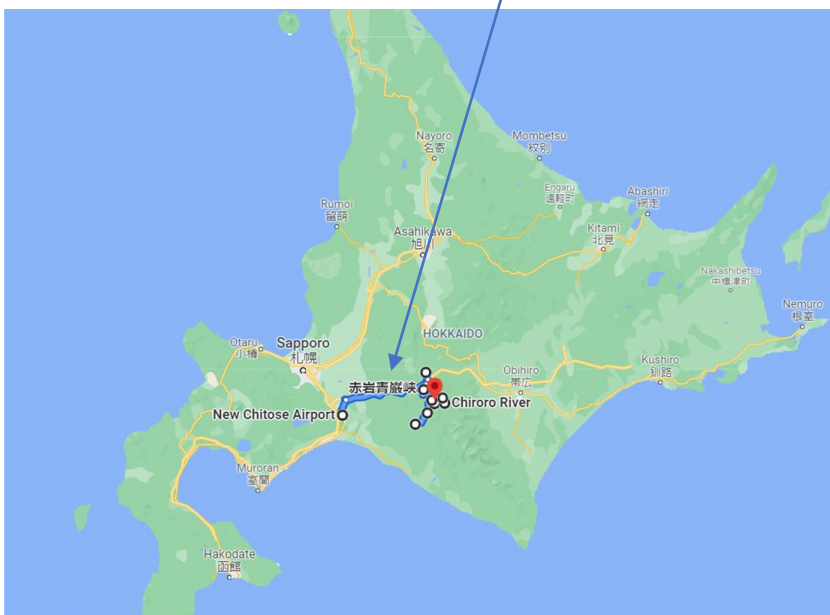 Nayoro
名寄
Mombetsu
紋別
Engaru
遠軽町
Abashiri
網走
Rumoi
留萌
Asahikawa
旭川
Kitami
北見
Nakashibetsu
中標津町
Nemuro
根室
HOKKAIDO
Otaru
小樽
Sapporo
札幌
Obihiro
帯広
Kushiro
釧路
赤岩青巌峡
Chiroro River
New Chitose Airport
Muroran
室蘭
Hakodate
函館